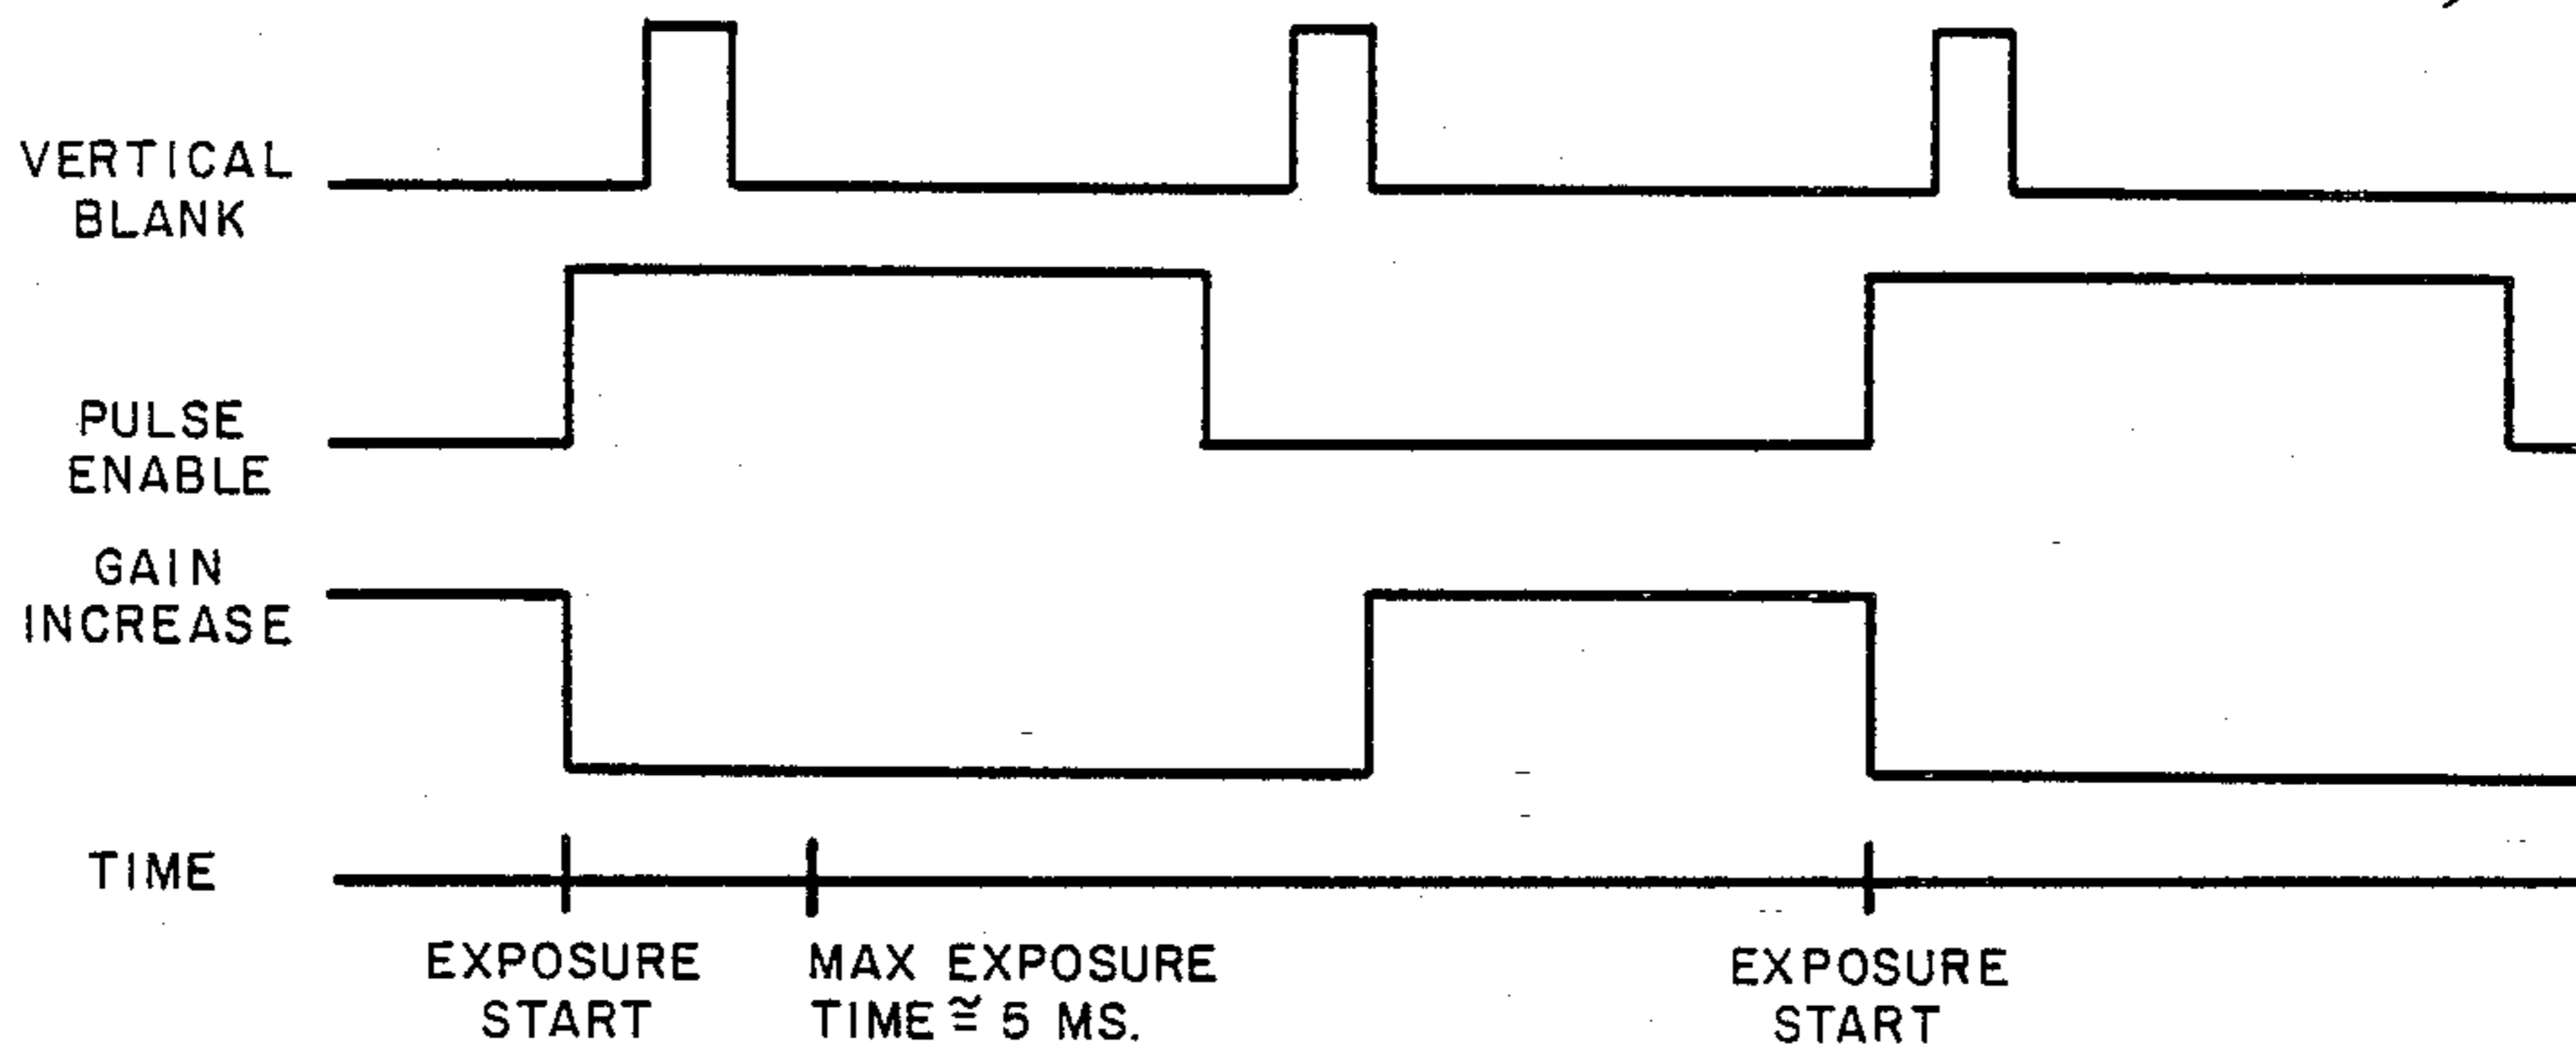 VERTICAL
BLANK
PULSE
ENABLE
GAIN
INCREASE
TIME
EXPOSURE
START
MAX EXPOSURE
TIME ≅ 5 MS.
EXPOSURE
START